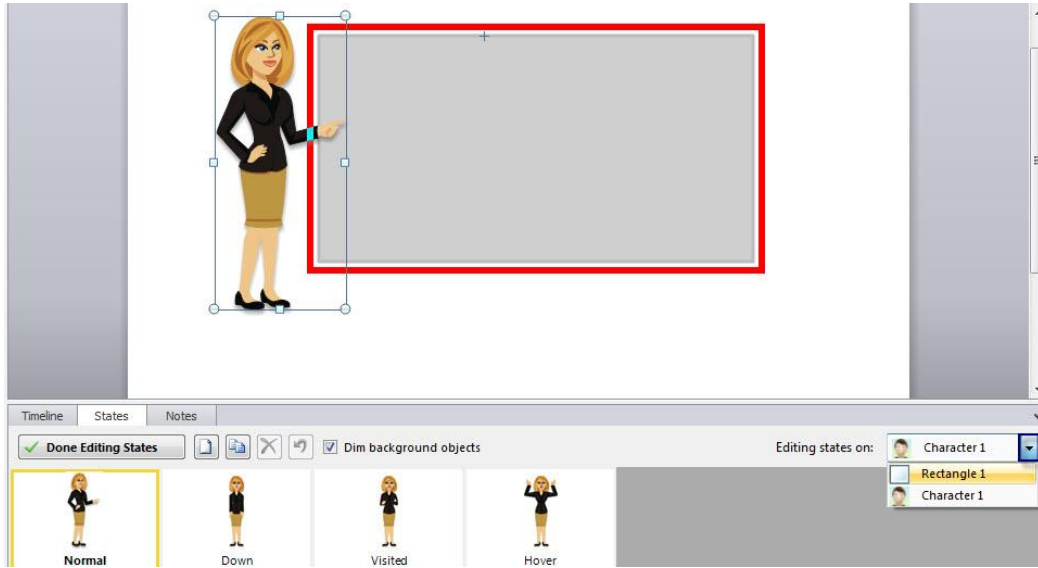 Timeline States Notes
Done Editing States Dim background objects Editing states on: Character 1
Rectangle 1
Character 1
Normal Down Visited Hover